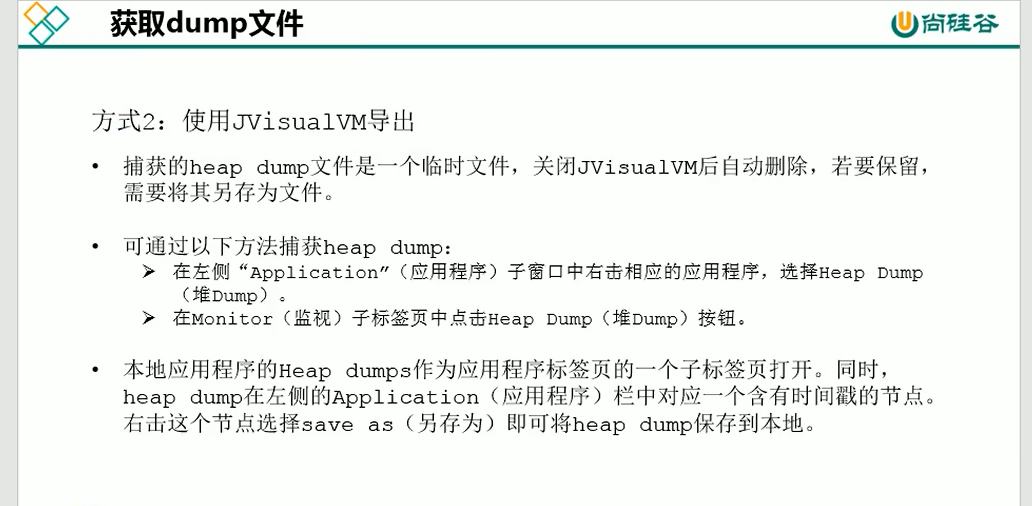 获取dump文件
尚硅谷
方式2：使用JVisualVM导出
• 捕获的heap dump文件是一个临时文件，关闭JVisualVM后自动删除，若要保留，
需要将其另存为文件。
• 可通过以下方法捕获heap dump：
➢ 在左侧“Application”（应用程序）子窗口中右击相应的应用程序，选择Heap Dump
（堆Dump）。
➢ 在Monitor（监视）子标签页中点击Heap Dump（堆Dump）按钮。
• 本地应用程序的Heap dumps作为应用程序标签页的一个子标签页打开。同时，
heap dump在左侧的Application（应用程序）栏中对应一个含有时间戳的节点。
右击这个节点选择save as（另存为）即可将heap dump保存到本地。